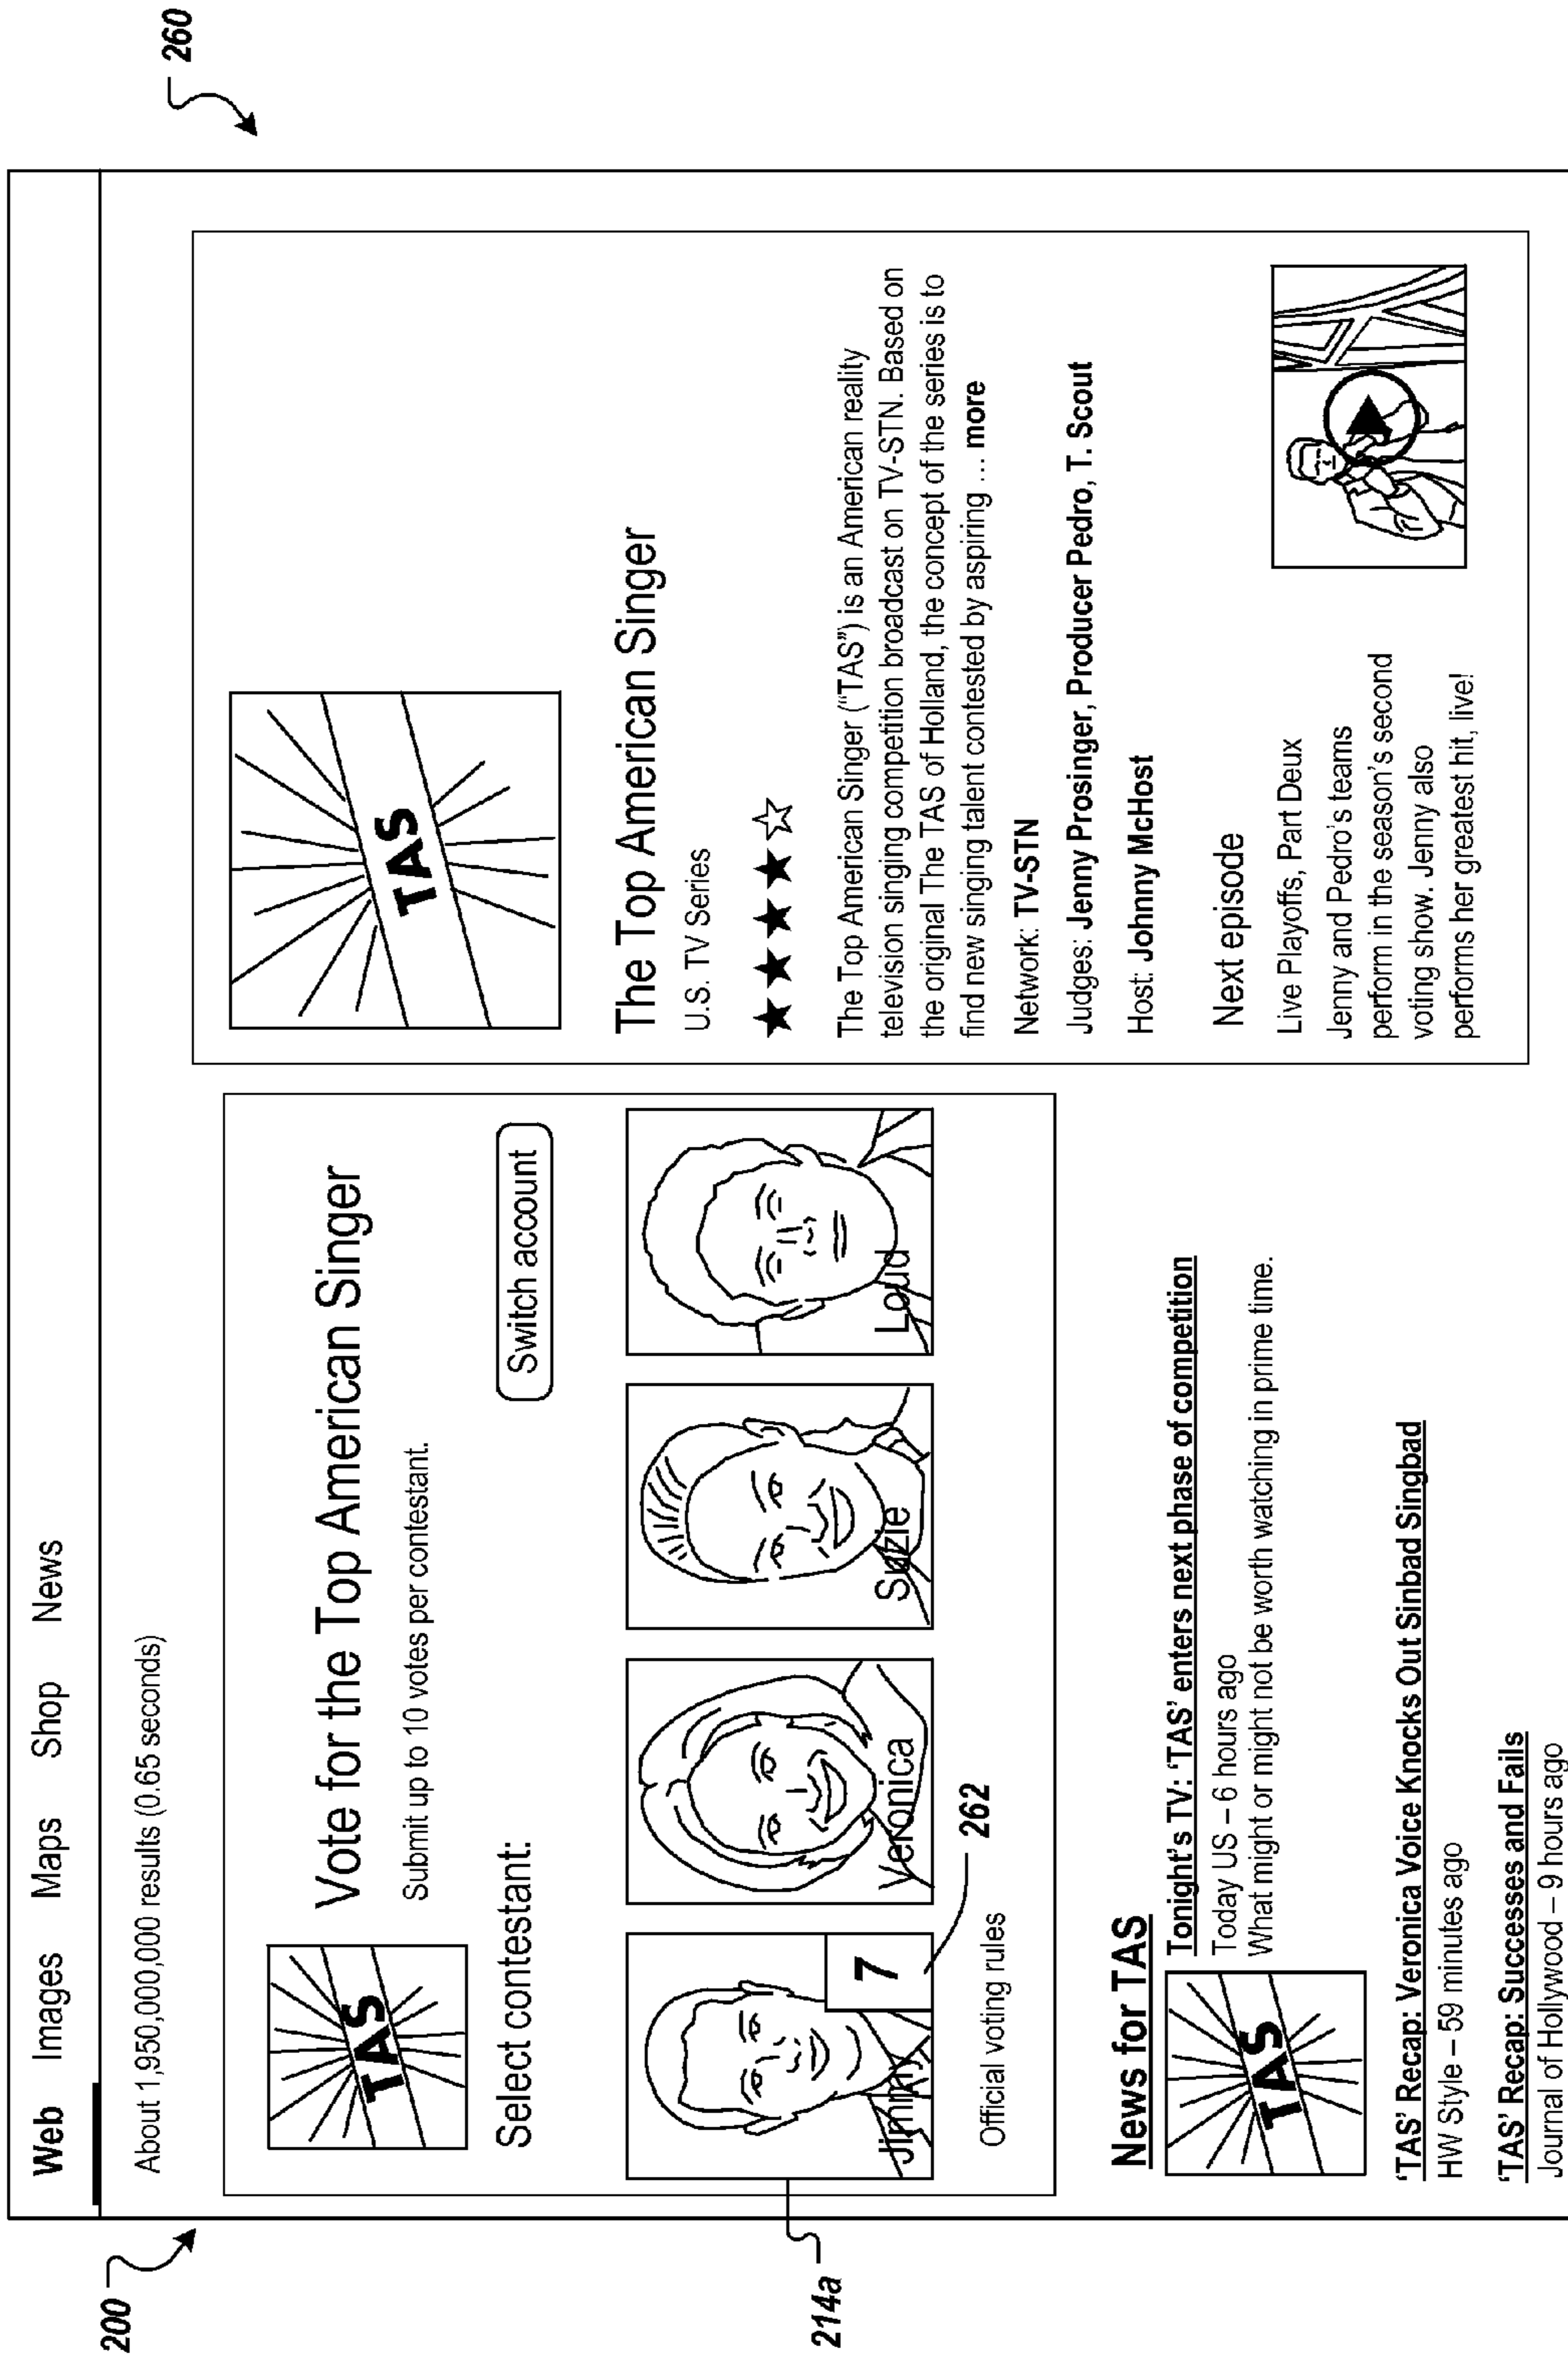 260
200
Web Images Maps Shop News
About 1,950,000,000 results (0.65 seconds)
TAS
Vote for the Top American Singer
Submit up to 10 votes per contestant.
Select contestant:
Switch account
Jimmy
7
Veronica
Suzie
Loud
214a
262
Official voting rules
News for TAS
TAS
Tonight's TV: ‘TAS’ enters next phase of competition
Today US – 6 hours ago
What might or might not be worth watching in prime time.
‘TAS’ Recap: Veronica Voice Knocks Out Sinbad Singbad
HW Style – 59 minutes ago
‘TAS’ Recap: Successes and Fails
Journal of Hollywood – 9 hours ago
TAS
The Top American Singer
U.S. TV Series
The Top American Singer (“TAS”) is an American reality
television singing competition broadcast on TV-STN. Based on
the original The TAS of Holland, the concept of the series is to
find new singing talent contested by aspiring ... more
Network: TV-STN
Judges: Jenny Prosinger, Producer Pedro, T. Scout
Host: Johnny McHost
Next episode
Live Playoffs, Part Deux
Jenny and Pedro's teams
perform in the season's second
voting show. Jenny also
performs her greatest hit, live!